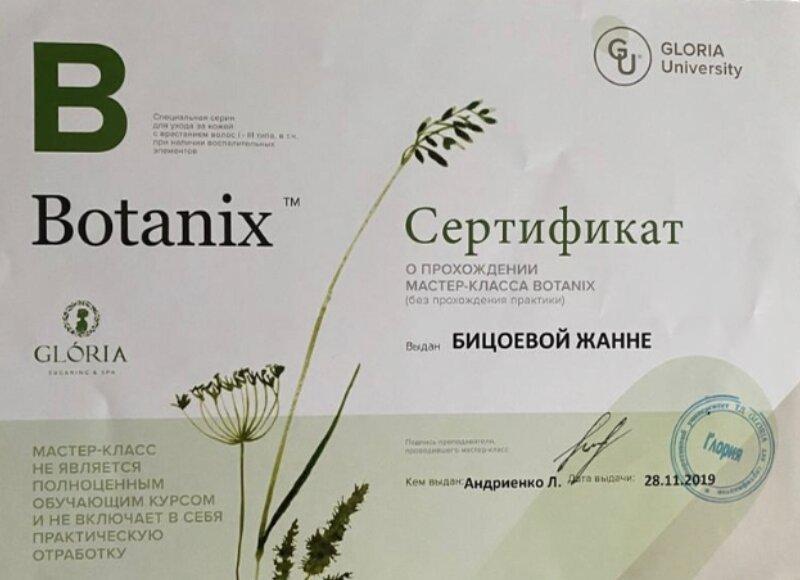 B
Специальная серия
для ухода за кожей
с врастанием волос I - III типа, в т.ч.
при наличии воспалительных
элементов
Botanix™
GLÓRIA
SUGARING & SPA
МАСТЕР-КЛАСС
НЕ ЯВЛЯЕТСЯ
ПОЛНОЦЕННЫМ
ОБУЧАЮЩИМ КУРСОМ
И НЕ ВКЛЮЧАЕТ В СЕБЯ
ПРАКТИЧЕСКУЮ
ОТРАБОТКУ
GU
GLORIA
University
Сертификат
О ПРОХОЖДЕНИИ
МАСТЕР-КЛАССА BOTANIX
(без прохождения практики)
Выдан БИЦОЕВОЙ ЖАННЕ
Подпись преподавателя,
проводившего мастер-класс
Кем выдан: Андриенко Л. Дата выдачи: 28.11.2019
Глория